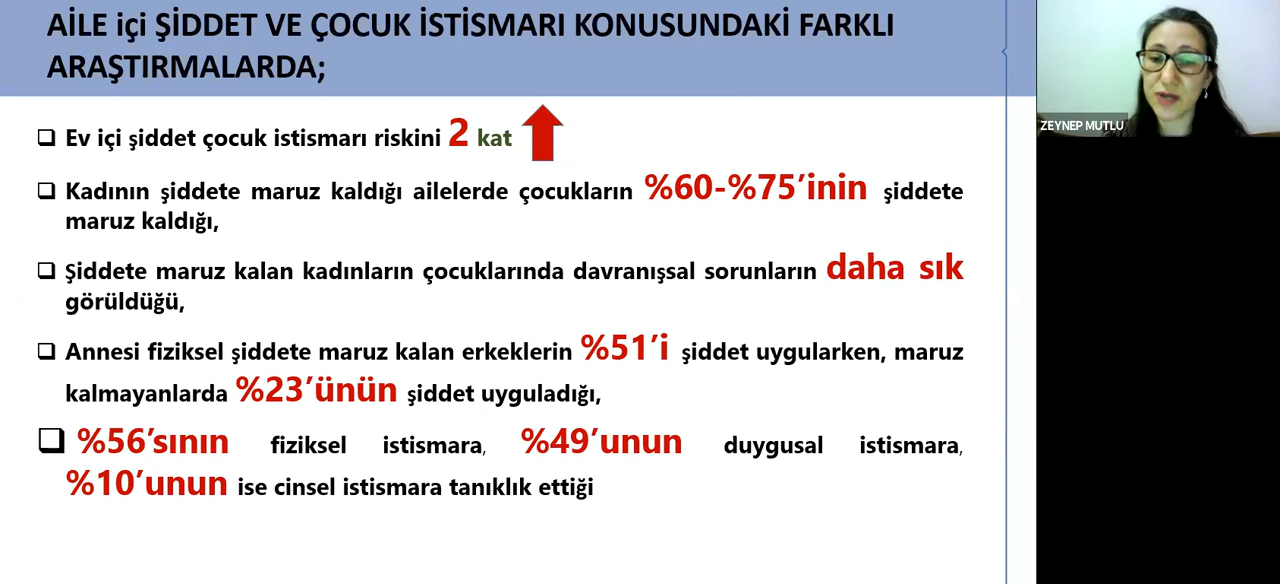 AİLE içi ŞİDDET VE ÇOCUK İSTİSMARI KONUSUNDAKİ FARKLI
ARAŞTIRMALARDA;
Ev içi şiddet çocuk istismarı riskini 2 kat
Kadının şiddete maruz kaldığı ailelerde çocukların %60-%75’inin şiddete
maruz kaldığı,
Şiddete maruz kalan kadınların çocuklarında davranışsal sorunların daha sık
görüldüğü,
Annesi fiziksel şiddete maruz kalan erkeklerin %51’i şiddet uygularken, maruz
kalmayanlarda %23’ünün şiddet uyguladığı,
%56’sının fiziksel istismara, %49’unun duygusal istismara,
%10’unun ise cinsel istismara tanıklık ettiği
ZEYNEP MUTLU